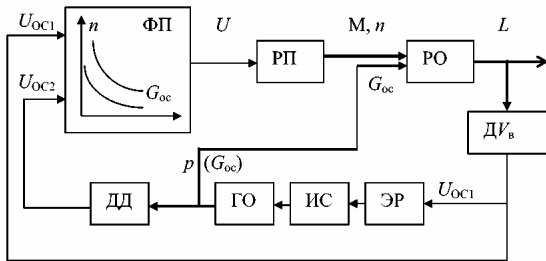 U_ОС1 n ФП U М, n L
U_ОС2 G_ос РП G_ос РО
p (G_ос) ДV_в
ДД ГО ИС ЭР U_ОС1